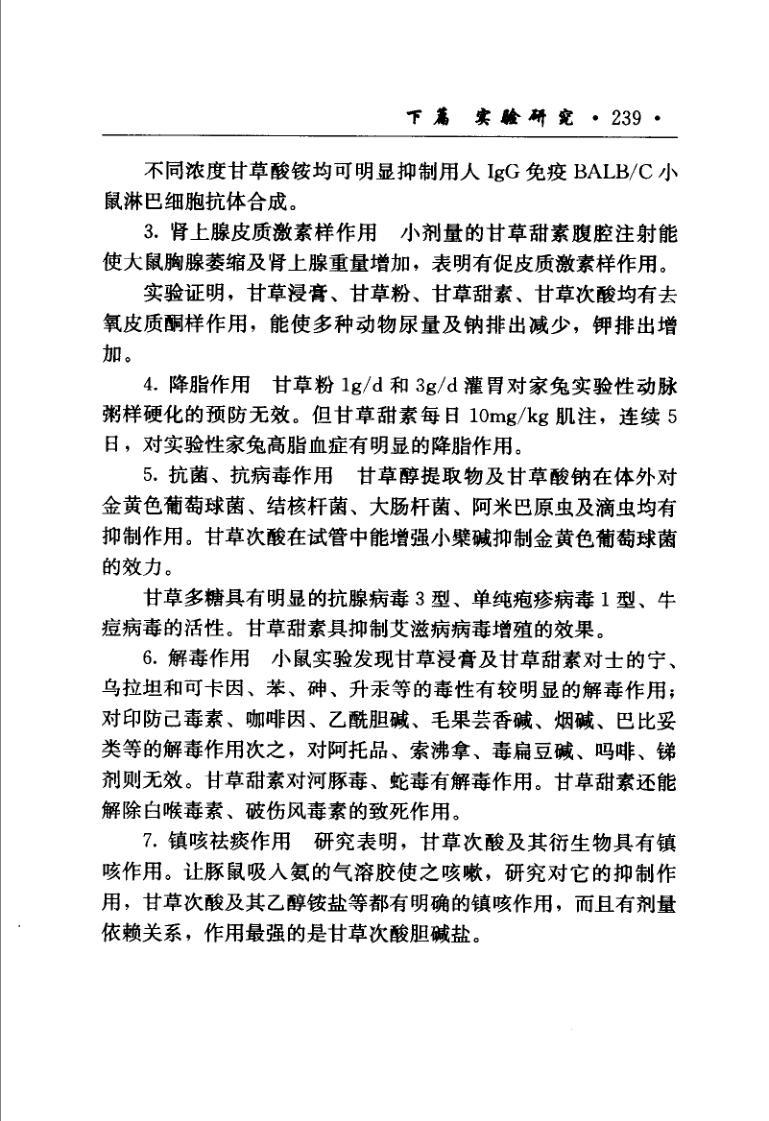 下篇 实验研究 • 239 •
不同浓度甘草酸铵均可明显抑制用人 IgG 免疫 BALB/C 小
鼠淋巴细胞抗体合成。
3. 肾上腺皮质激素样作用 小剂量的甘草甜素腹腔注射能
使大鼠胸腺萎缩及肾上腺重量增加，表明有促皮质激素样作用。
实验证明，甘草浸膏、甘草粉、甘草甜素、甘草次酸均有去
氧皮质酮样作用，能使多种动物尿量及钠排出减少，钾排出增
加。
4. 降脂作用 甘草粉 1g/d 和 3g/d 灌胃对家兔实验性动脉
粥样硬化的预防无效。但甘草甜素每日 10mg/kg 肌注，连续 5
日，对实验性家兔高脂血症有明显的降脂作用。
5. 抗菌、抗病毒作用 甘草醇提取物及甘草酸钠在体外对
金黄色葡萄球菌、结核杆菌、大肠杆菌、阿米巴原虫及滴虫均有
抑制作用。甘草次酸在试管中能增强小檗碱抑制金黄色葡萄球菌
的效力。
甘草多糖具有明显的抗腺病毒 3 型、单纯疱疹病毒 1 型、牛
痘病毒的活性。甘草甜素具抑制艾滋病病毒增殖的效果。
6. 解毒作用 小鼠实验发现甘草浸膏及甘草甜素对士的宁、
乌拉坦和可卡因、苯、砷、升汞等的毒性有较明显的解毒作用；
对印防己毒素、咖啡因、乙酰胆碱、毛果芸香碱、烟碱、巴比妥
类等的解毒作用次之，对阿托品、索沸拿、毒扁豆碱、吗啡、锑
剂则无效。甘草甜素对河豚毒、蛇毒有解毒作用。甘草甜素还能
解除白喉毒素、破伤风毒素的致死作用。
7. 镇咳祛痰作用 研究表明，甘草次酸及其衍生物具有镇
咳作用。让豚鼠吸入氨的气溶胶使之咳嗽，研究对它的抑制作
用，甘草次酸及其乙醇铵盐等都有明确的镇咳作用，而且有剂量
依赖关系，作用最强的是甘草次酸胆碱盐。